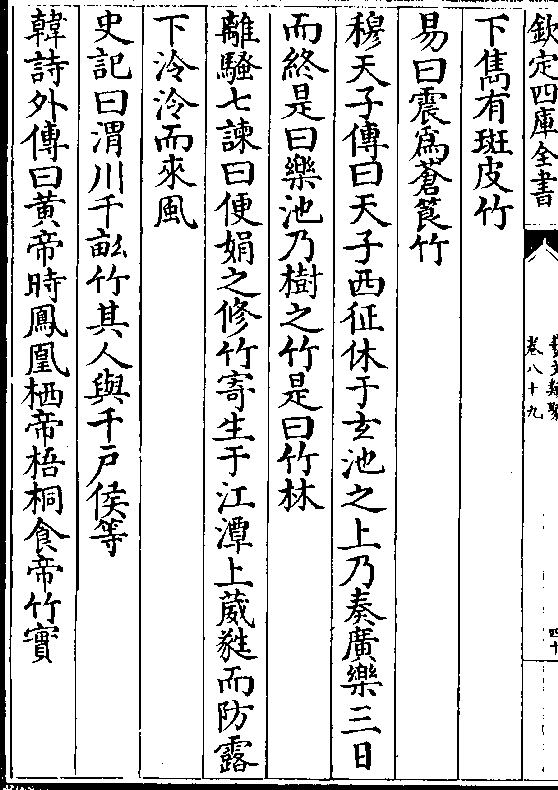 欽定四庫全書
卷八十九
四十
下雋有斑皮竹
易曰震爲蒼筤竹
穆天子傳曰天子西征休于玄池之上乃奏廣樂三日
而終是曰樂池乃樹之竹是曰竹林
離騷七諫曰便娟之修竹寄生于江潭上葳蕤而防露
下泠泠而來風
史記曰渭川千畝竹其人與千戸侯等
韓詩外傳曰黄帝時鳳凰栖帝梧桐食帝竹實